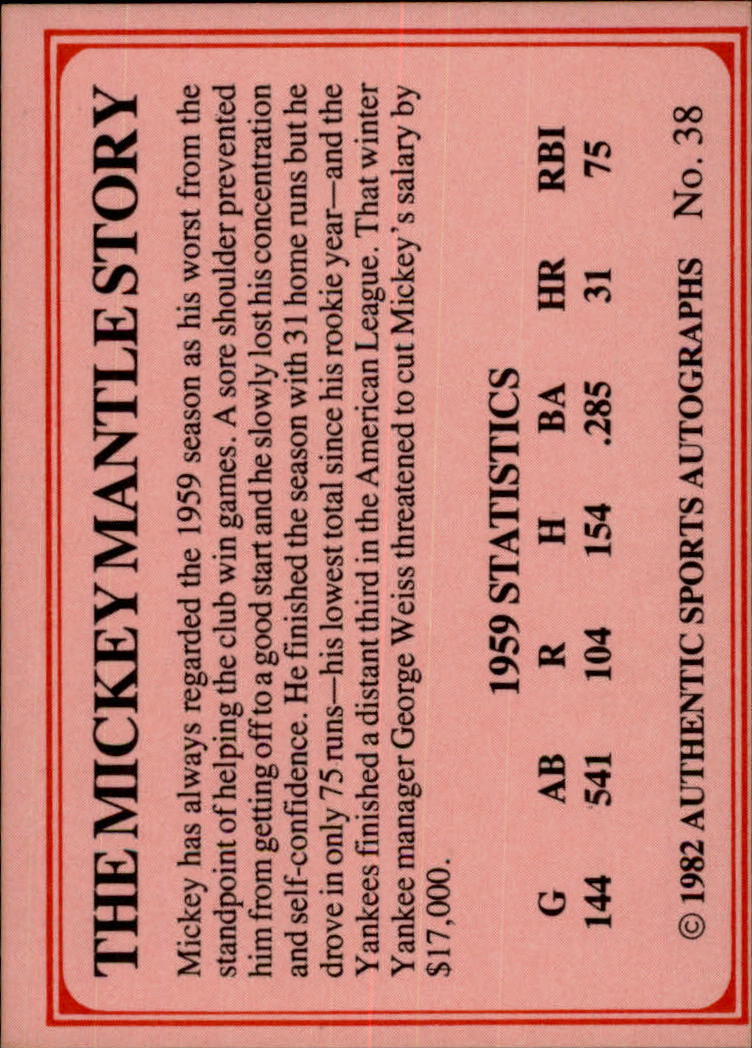 THE MICKEY MANTLE STORY
Mickey has always regarded the 1959 season as his worst from the
standpoint of helping the club win games. A sore shoulder prevented
him from getting off to a good start and he slowly lost his concentration
and self-confidence. He finished the season with 31 home runs but he
drove in only 75 runs—his lowest total since his rookie year—and the
Yankees finished a distant third in the American League. That winter
Yankee manager George Weiss threatened to cut Mickey's salary by
$17,000.
1959 STATISTICS
G AB R H BA HR RBI
144 541 104 154 .285 31 75
© 1982 AUTHENTIC SPORTS AUTOGRAPHS No. 38